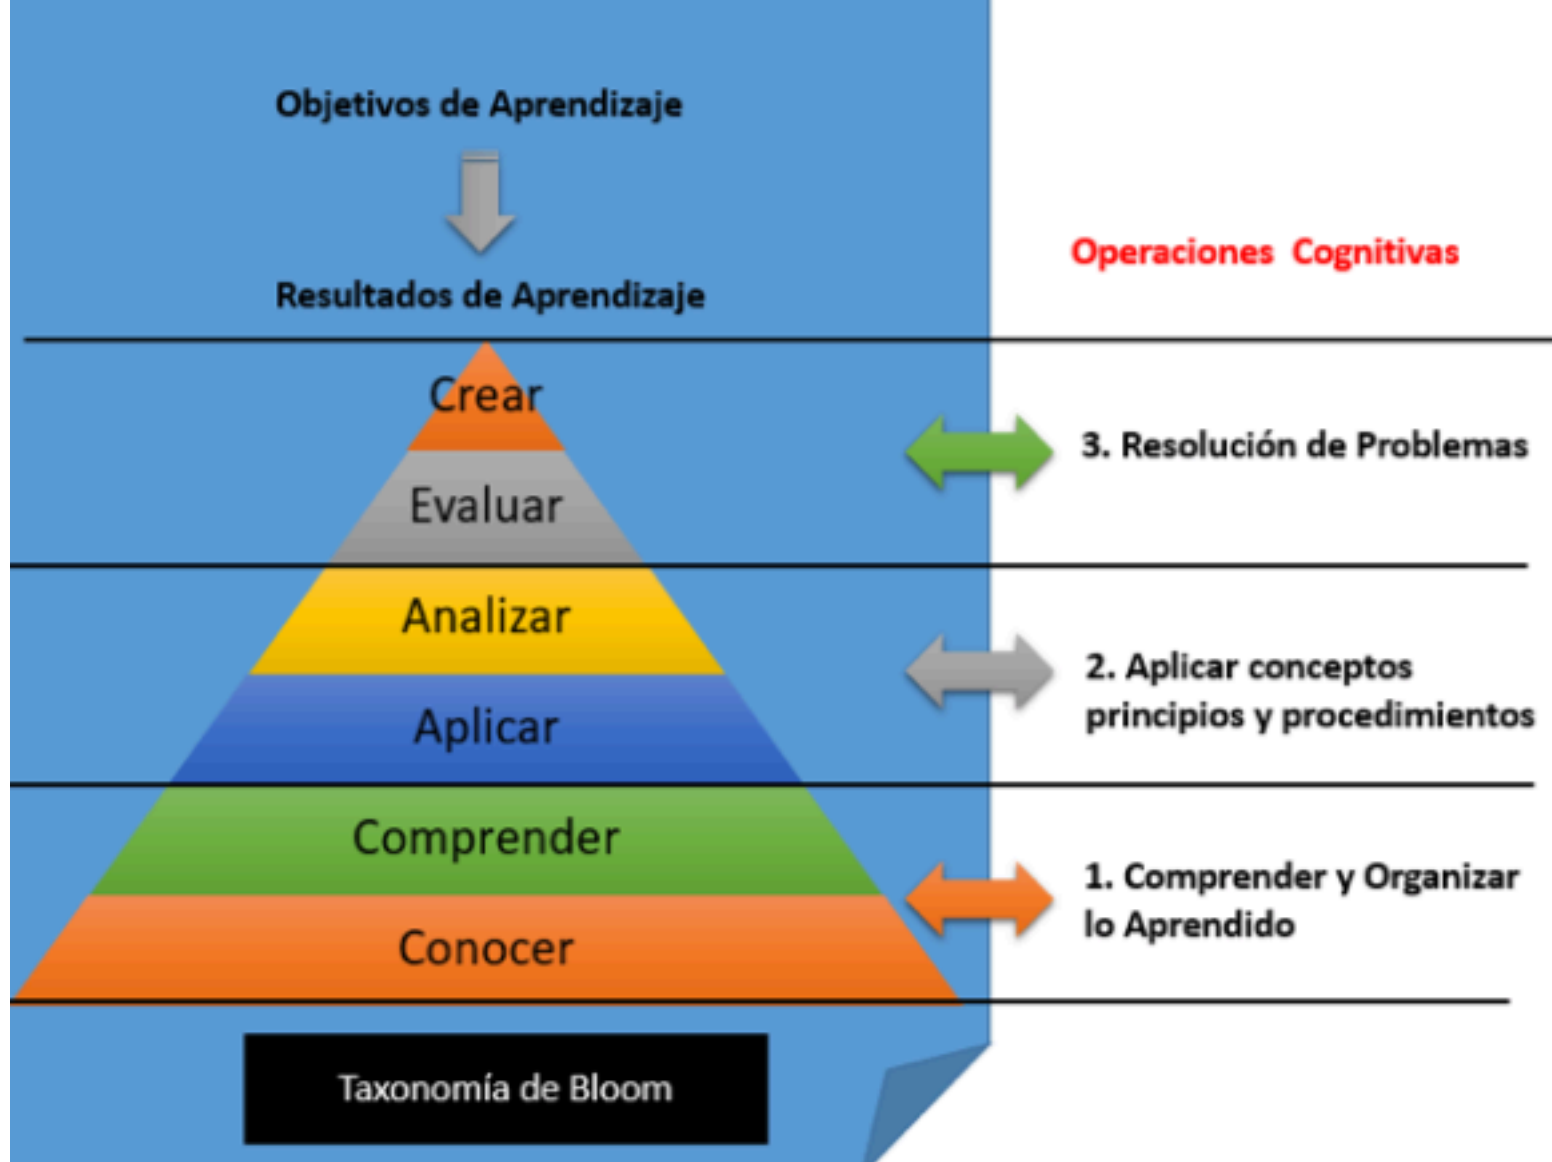 Objetivos de Aprendizaje
Resultados de Aprendizaje
Operaciones Cognitivas
Crear
Evaluar
3. Resolución de Problemas
Analizar
Aplicar
2. Aplicar conceptos
principios y procedimientos
Comprender
Conocer
1. Comprender y Organizar
lo Aprendido
Taxonomía de Bloom